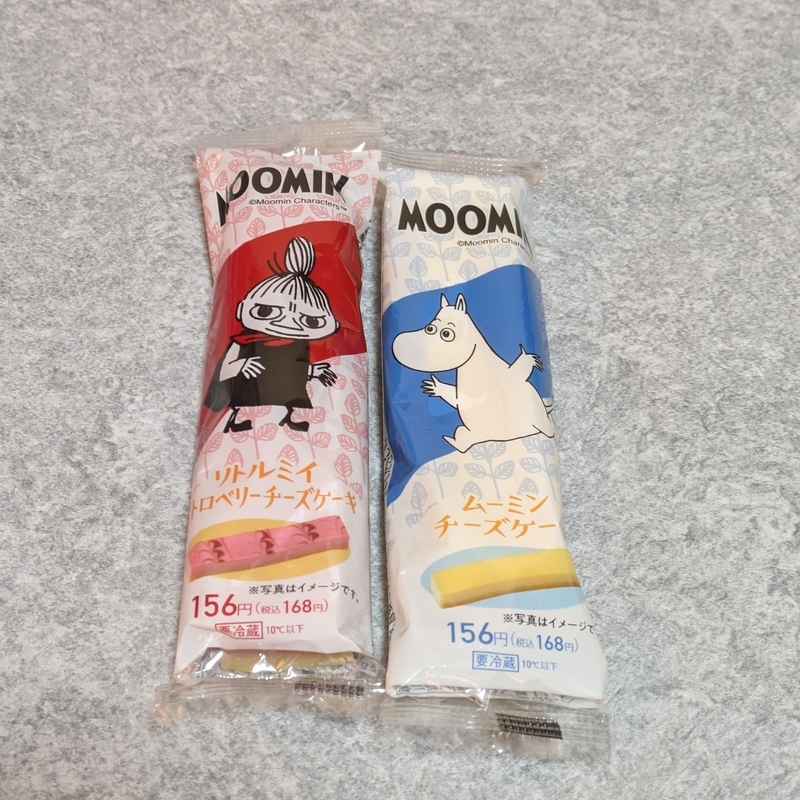 MOOMIN
©Moomin Characters™
リトルミイ
トロベリーチーズケーキ
※写真はイメージです。
156円(税込168円)
要冷蔵 10℃以下
MOOMI
©Moomin Charac
ムーミン
チーズケー
※写真はイメージで
156円(税込168円)
要冷蔵 10℃以下